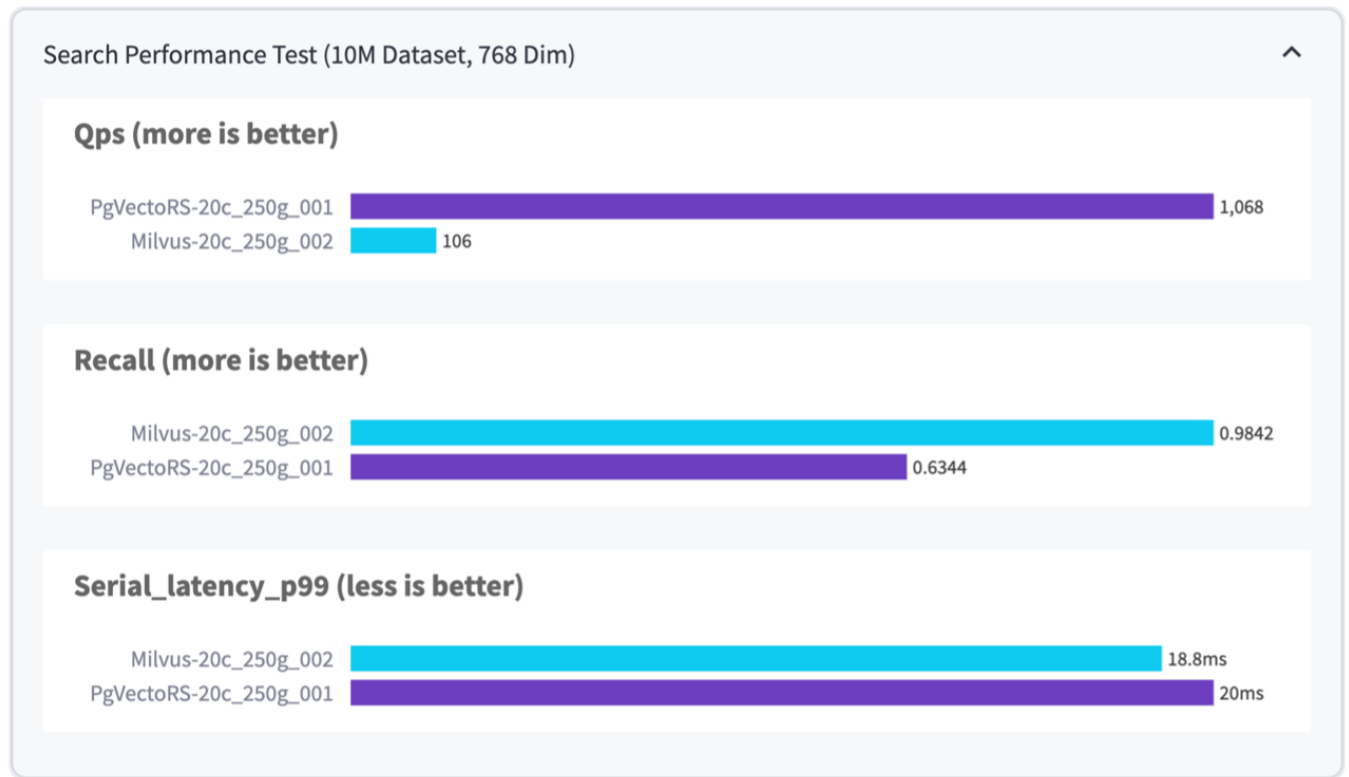 Search Performance Test (10M Dataset, 768 Dim)
Qps (more is better)
PgVectoRS-20c_250g_001 1,068
Milvus-20c_250g_002 106
Recall (more is better)
Milvus-20c_250g_002 0.9842
PgVectoRS-20c_250g_001 0.6344
Serial_latency_p99 (less is better)
Milvus-20c_250g_002 18.8ms
PgVectoRS-20c_250g_001 20ms